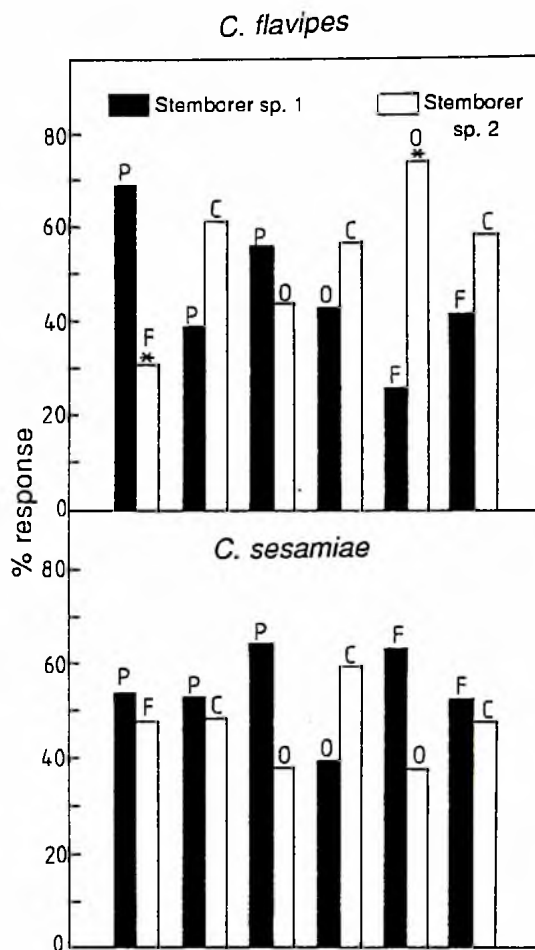 C. flavipes
Stemborer sp. 1
Stemborer sp. 2
% response
80
60
40
20
0
P
F
*
P
C
P
O
O
C
F
O
*
F
C
C. sesamiae
80
60
40
20
0
P
F
P
C
P
O
O
C
F
O
F
C